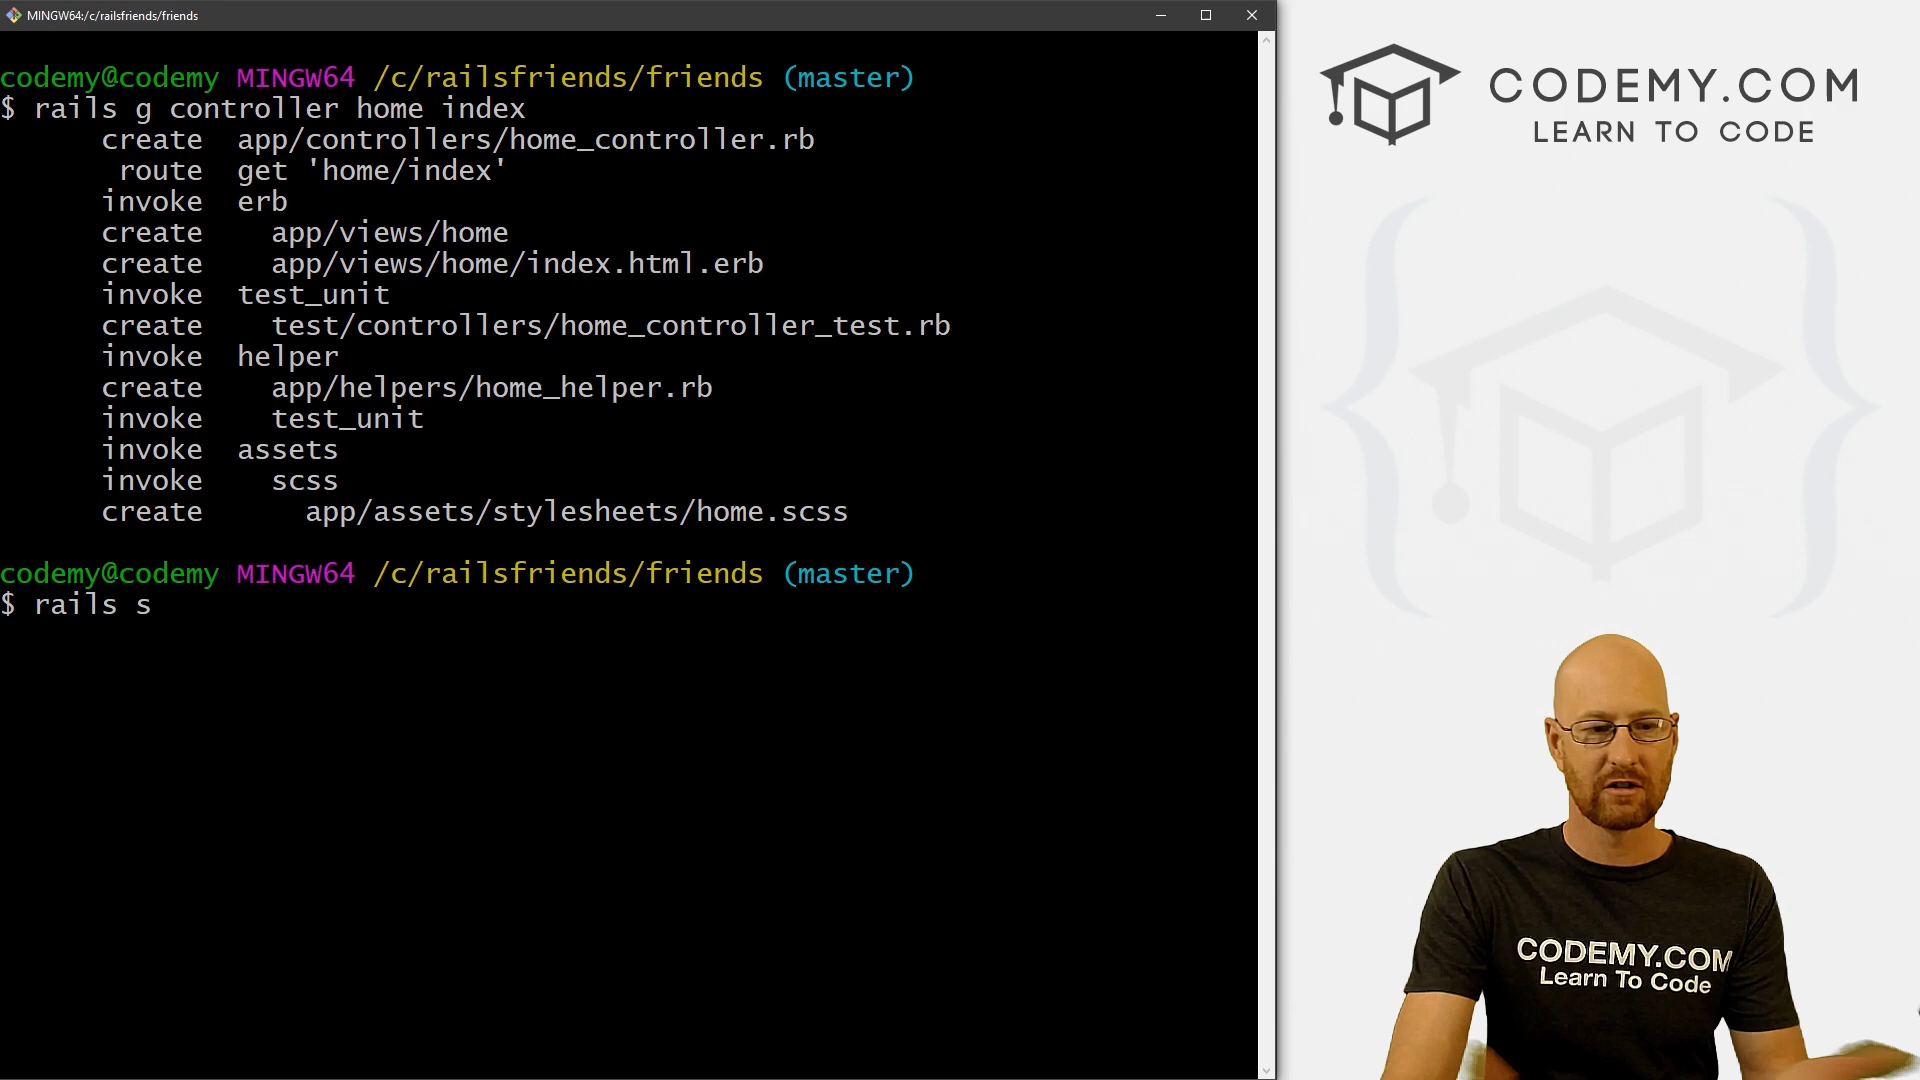 MINGW64:/c/railsfriends/friends
codemy@codemy MINGW64 /c/railsfriends/friends (master)
$ rails g controller home index
create app/controllers/home_controller.rb
route get 'home/index'
invoke erb
create app/views/home
create app/views/home/index.html.erb
invoke test_unit
create test/controllers/home_controller_test.rb
invoke helper
create app/helpers/home_helper.rb
invoke test_unit
invoke assets
invoke scss
create app/assets/stylesheets/home.scss
codemy@codemy MINGW64 /c/railsfriends/friends (master)
$ rails s
CODEMY.COM
LEARN TO CODE
CODEMY.COM
Learn To Code